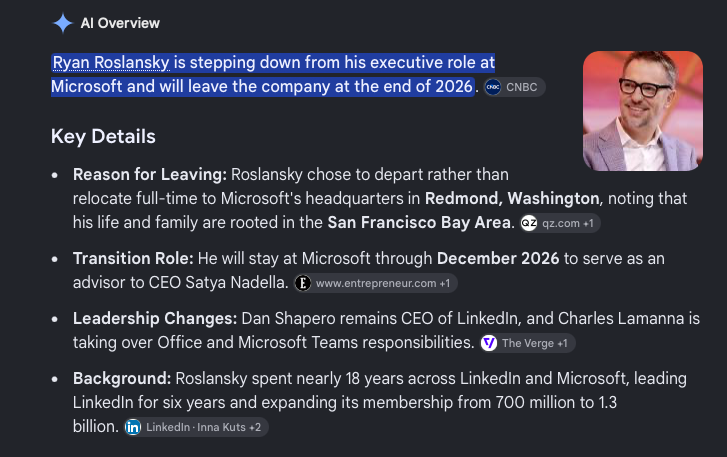 AI Overview
Ryan Roslansky is stepping down from his executive role at
Microsoft and will leave the company at the end of 2026. CNBC CNBC
Key Details
• Reason for Leaving: Roslansky chose to depart rather than
relocate full-time to Microsoft's headquarters in Redmond, Washington, noting that
his life and family are rooted in the San Francisco Bay Area. QZ qz.com +1
• Transition Role: He will stay at Microsoft through December 2026 to serve as an
advisor to CEO Satya Nadella. E www.entrepreneur.com +1
• Leadership Changes: Dan Shapero remains CEO of LinkedIn, and Charles Lamanna is
taking over Office and Microsoft Teams responsibilities. The Verge +1
• Background: Roslansky spent nearly 18 years across LinkedIn and Microsoft, leading
LinkedIn for six years and expanding its membership from 700 million to 1.3
billion. in LinkedIn · Inna Kuts +2